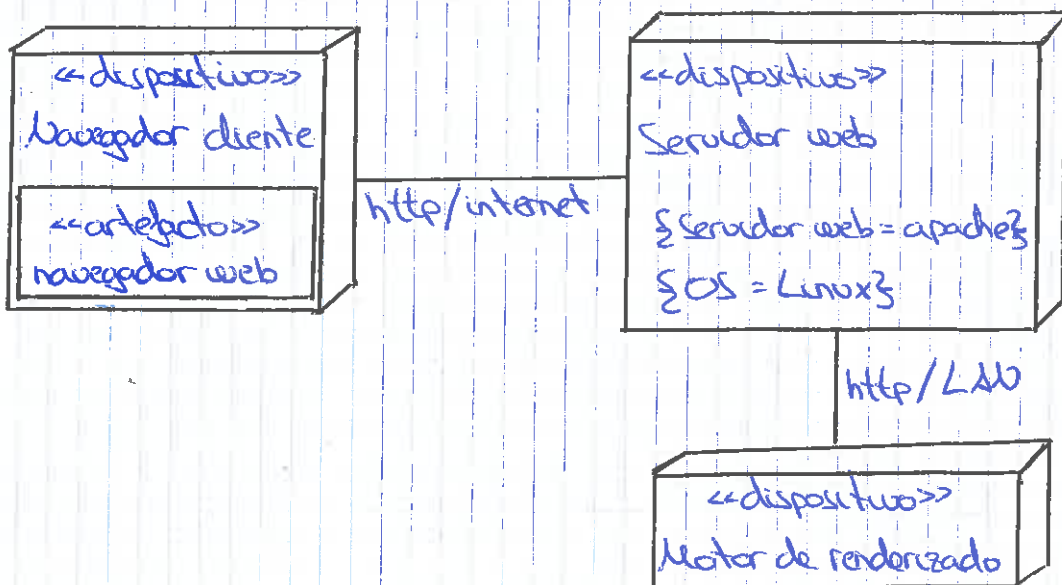 <<dispositivo>>
Navegador cliente
<<artefacto>>
navegador web
http/internet
<<dispositivo>>
Servidor web
{Servidor web = apache}
{OS = Linux}
http/LAN
<<dispositivo>>
Motor de renderizado